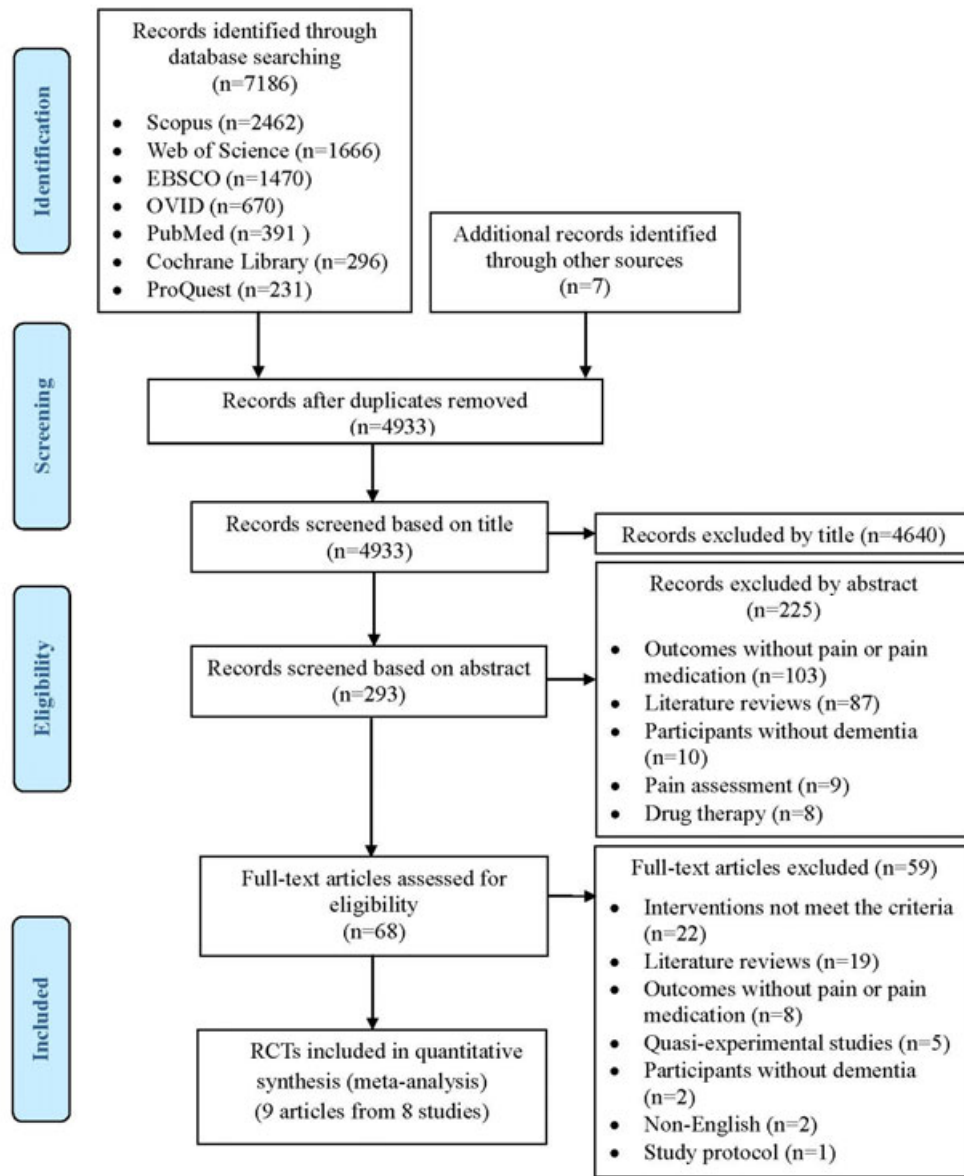 Identification
Records identified through
database searching
(n=7186)
• Scopus (n=2462)
• Web of Science (n=1666)
• EBSCO (n=1470)
• OVID (n=670)
• PubMed (n=391 )
• Cochrane Library (n=296)
• ProQuest (n=231)
Additional records identified
through other sources
(n=7)
Screening
Records after duplicates removed
(n=4933)
Records screened based on title
(n=4933)
Records excluded by title (n=4640)
Eligibility
Records screened based on abstract
(n=293)
Records excluded by abstract
(n=225)
• Outcomes without pain or pain
medication (n=103)
• Literature reviews (n=87)
• Participants without dementia
(n=10)
• Pain assessment (n=9)
• Drug therapy (n=8)
Full-text articles assessed for
eligibility
(n=68)
Full-text articles excluded (n=59)
• Interventions not meet the criteria
(n=22)
• Literature reviews (n=19)
• Outcomes without pain or pain
medication (n=8)
• Quasi-experimental studies (n=5)
• Participants without dementia
(n=2)
• Non-English (n=2)
• Study protocol (n=1)
Included
RCTs included in quantitative
synthesis (meta-analysis)
(9 articles from 8 studies)